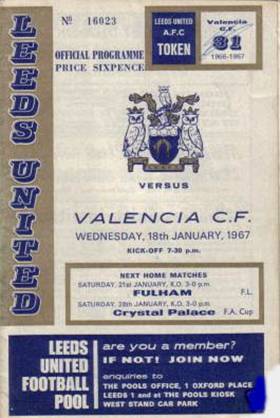 LEEDS UNITED
Nº 16023
OFFICIAL PROGRAMME
PRICE SIXPENCE
LEEDS UNITED
A.F.C
TOKEN
Valencia
C.F.
31
1966-1967
VERSUS
VALENCIA C.F.
WEDNESDAY, 18th JANUARY, 1967
KICK-OFF 7-30 p.m.
NEXT HOME MATCHES
SATURDAY, 21st JANUARY, K.O. 3-0 p.m.
FULHAM F.L.
SATURDAY, 28th JANUARY, K.O. 3-0 p.m.
Crystal Palace F.A. Cup
LEEDS
UNITED
FOOTBALL
POOL
are you a member?
IF NOT! JOIN NOW
enquiries to
THE POOLS OFFICE, 1 OXFORD PLACE
LEEDS 1 and at THE POOLS KIOSK
WEST STAND CAR PARK